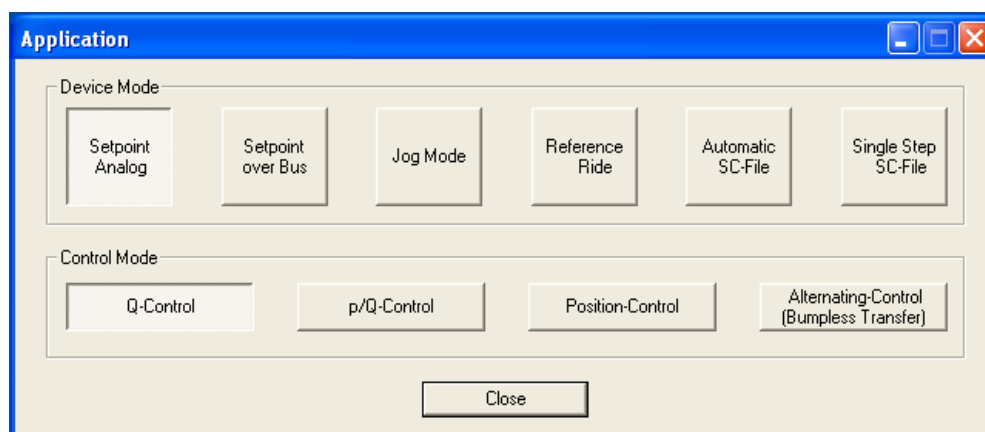 Application
Device Mode
Setpoint
Analog
Setpoint
over Bus
Jog Mode
Reference
Ride
Automatic
SC-File
Single Step
SC-File
Control Mode
Q-Control
p/Q-Control
Position-Control
Alternating-Control
(Bumpless Transfer)
Close